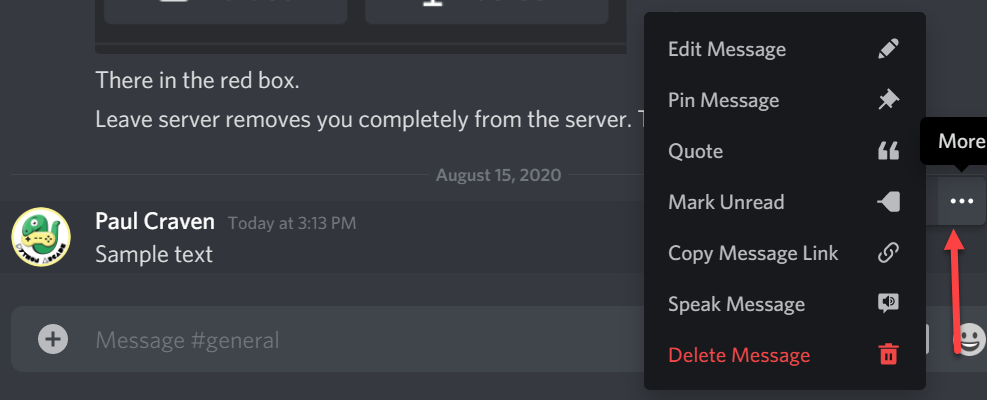 There in the red box.
Leave server removes you completely from the server.
August 15, 2020
Paul Craven Today at 3:13 PM
Sample text
Message #general
Edit Message
Pin Message
Quote
Mark Unread
Copy Message Link
Speak Message
Delete Message
More